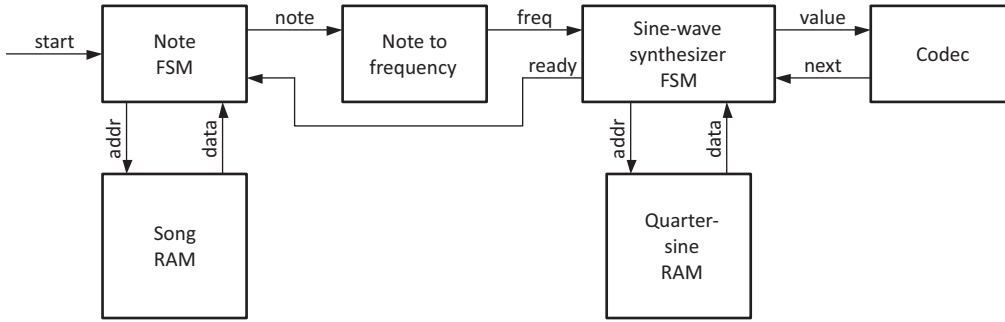 start
Note
FSM
note
Note to
frequency
freq
ready
Sine-wave
synthesizer
FSM
value
next
Codec
addr
data
addr
data
Song
RAM
Quarter-
sine
RAM